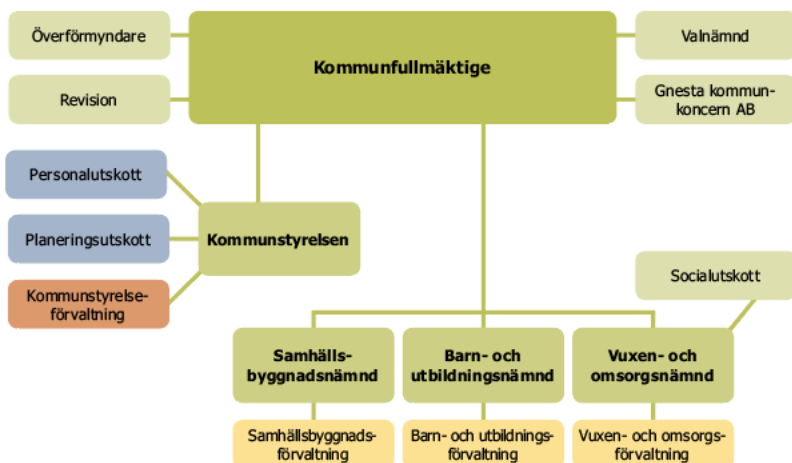 Överförmyndare
Kommunfullmäktige
Valnämnd
Revision
Gnesta kommun-
koncern AB
Personalutskott
Planeringsutskott
Kommunstyrelsen
Kommunstyrelse-
förvaltning
Socialutskott
Samhälls-
byggnadsnämnd
Barn- och
utbildningsnämnd
Vuxen- och
omsorgsnämnd
Samhällsbyggnads-
förvaltning
Barn- och utbildnings-
förvaltning
Vuxen- och omsorgs-
förvaltning